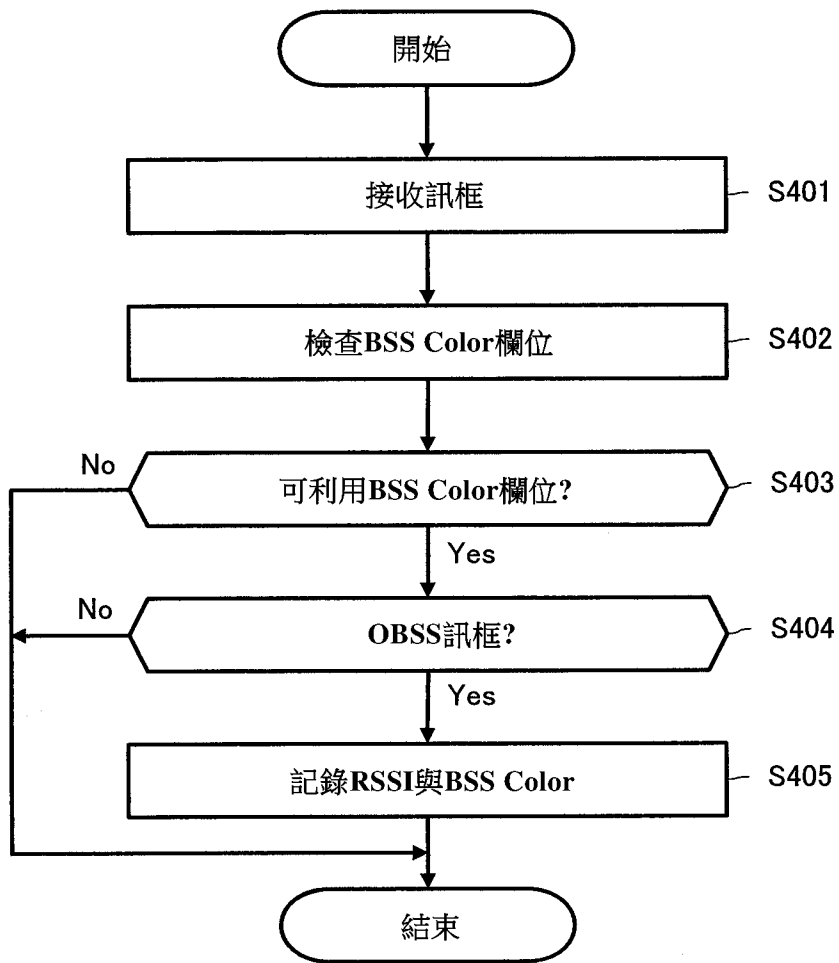 開始
接收訊框
S401
檢查BSS Color欄位
S402
No
可利用BSS Color欄位?
S403
Yes
No
OBSS訊框?
S404
Yes
記錄RSSI與BSS Color
S405
結束